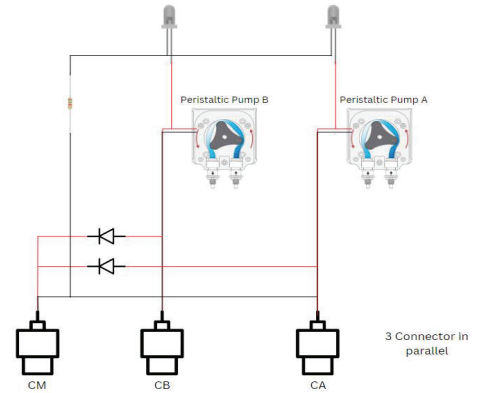 Peristaltic Pump B
Peristaltic Pump A
3 Connector in
parallel
CM
CB
CA